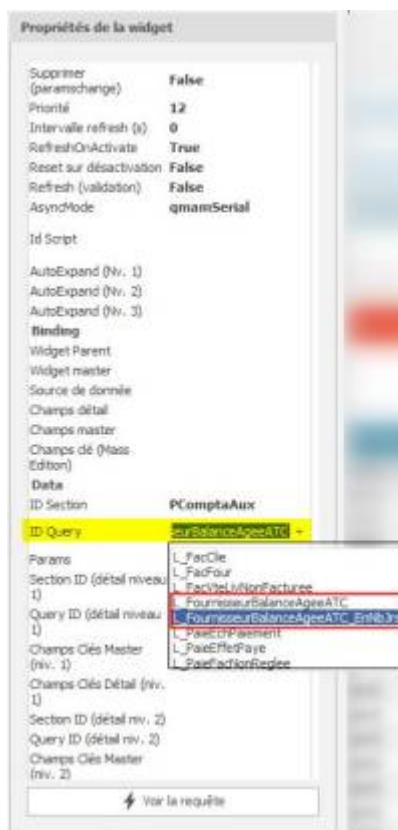 Propriétés de la widget
Supprimer
(paramschange) False
Priorité 12
Intervalle refresh (s) 0
RefreshOnActivate True
Reset sur désactivation False
Refresh (validation) False
AsyncMode qmamSerial
Id Script
AutoExpand (Nv. 1)
AutoExpand (Nv. 2)
AutoExpand (Nv. 3)
Binding
Widget Parent
Widget master
Source de donnée
Champs détail
Champs master
Champs clé (Mass
Edition)
Data
ID Section PComptaAux
ID Query seurBalanceAgeeATC
Params
Section ID (détail niveau
1)
Query ID (détail niveau
1)
Champs Clés Master
(niv. 1)
Champs Clés Détail (niv.
1)
Section ID (détail niv. 2)
Query ID (détail niv. 2)
Champs Clés Master
(niv. 2)
L_FacClie
L_FacFour
L_FacVteLivNonFacturee
L_FournisseurBalanceAgeeATC
L_FournisseurBalanceAgeeATC_EnNbJrs
L_PaieEchPaiement
L_PaieEffetPaye
L_PaieFacNonReglee
Voir la requête